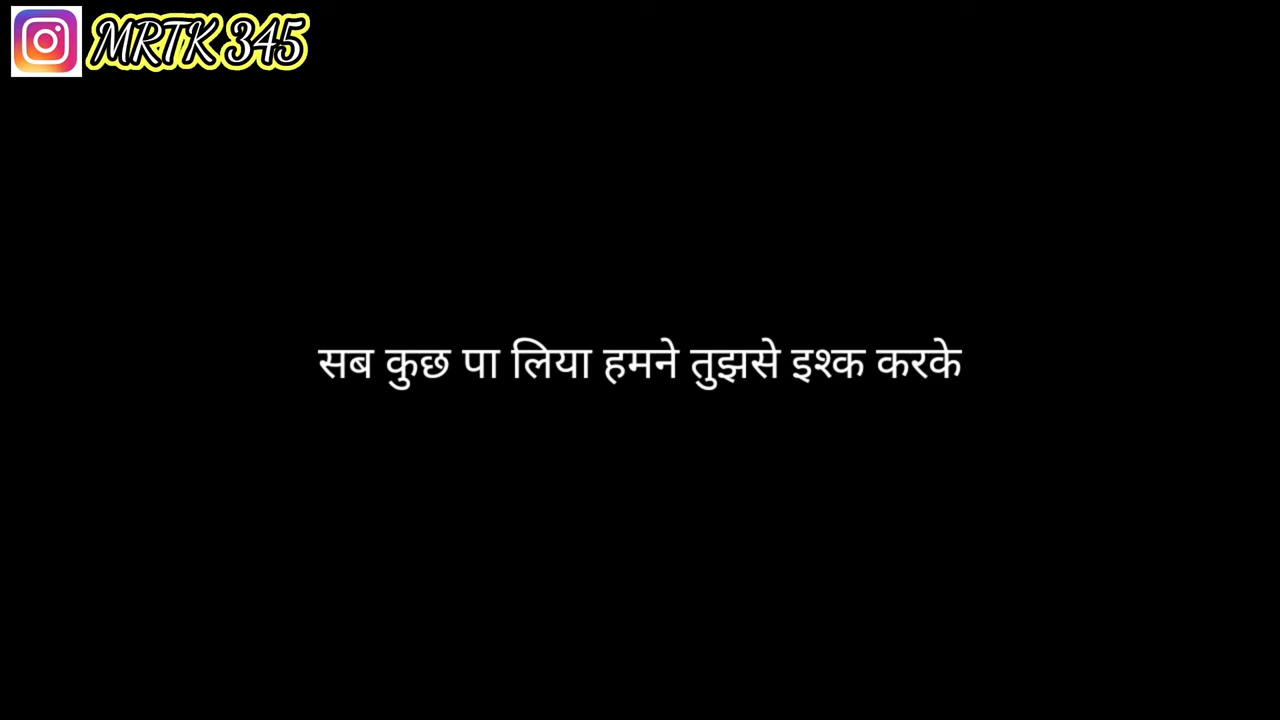 MRTK 345
सब कुछ पा लिया हमने तुझसे इश्क करके